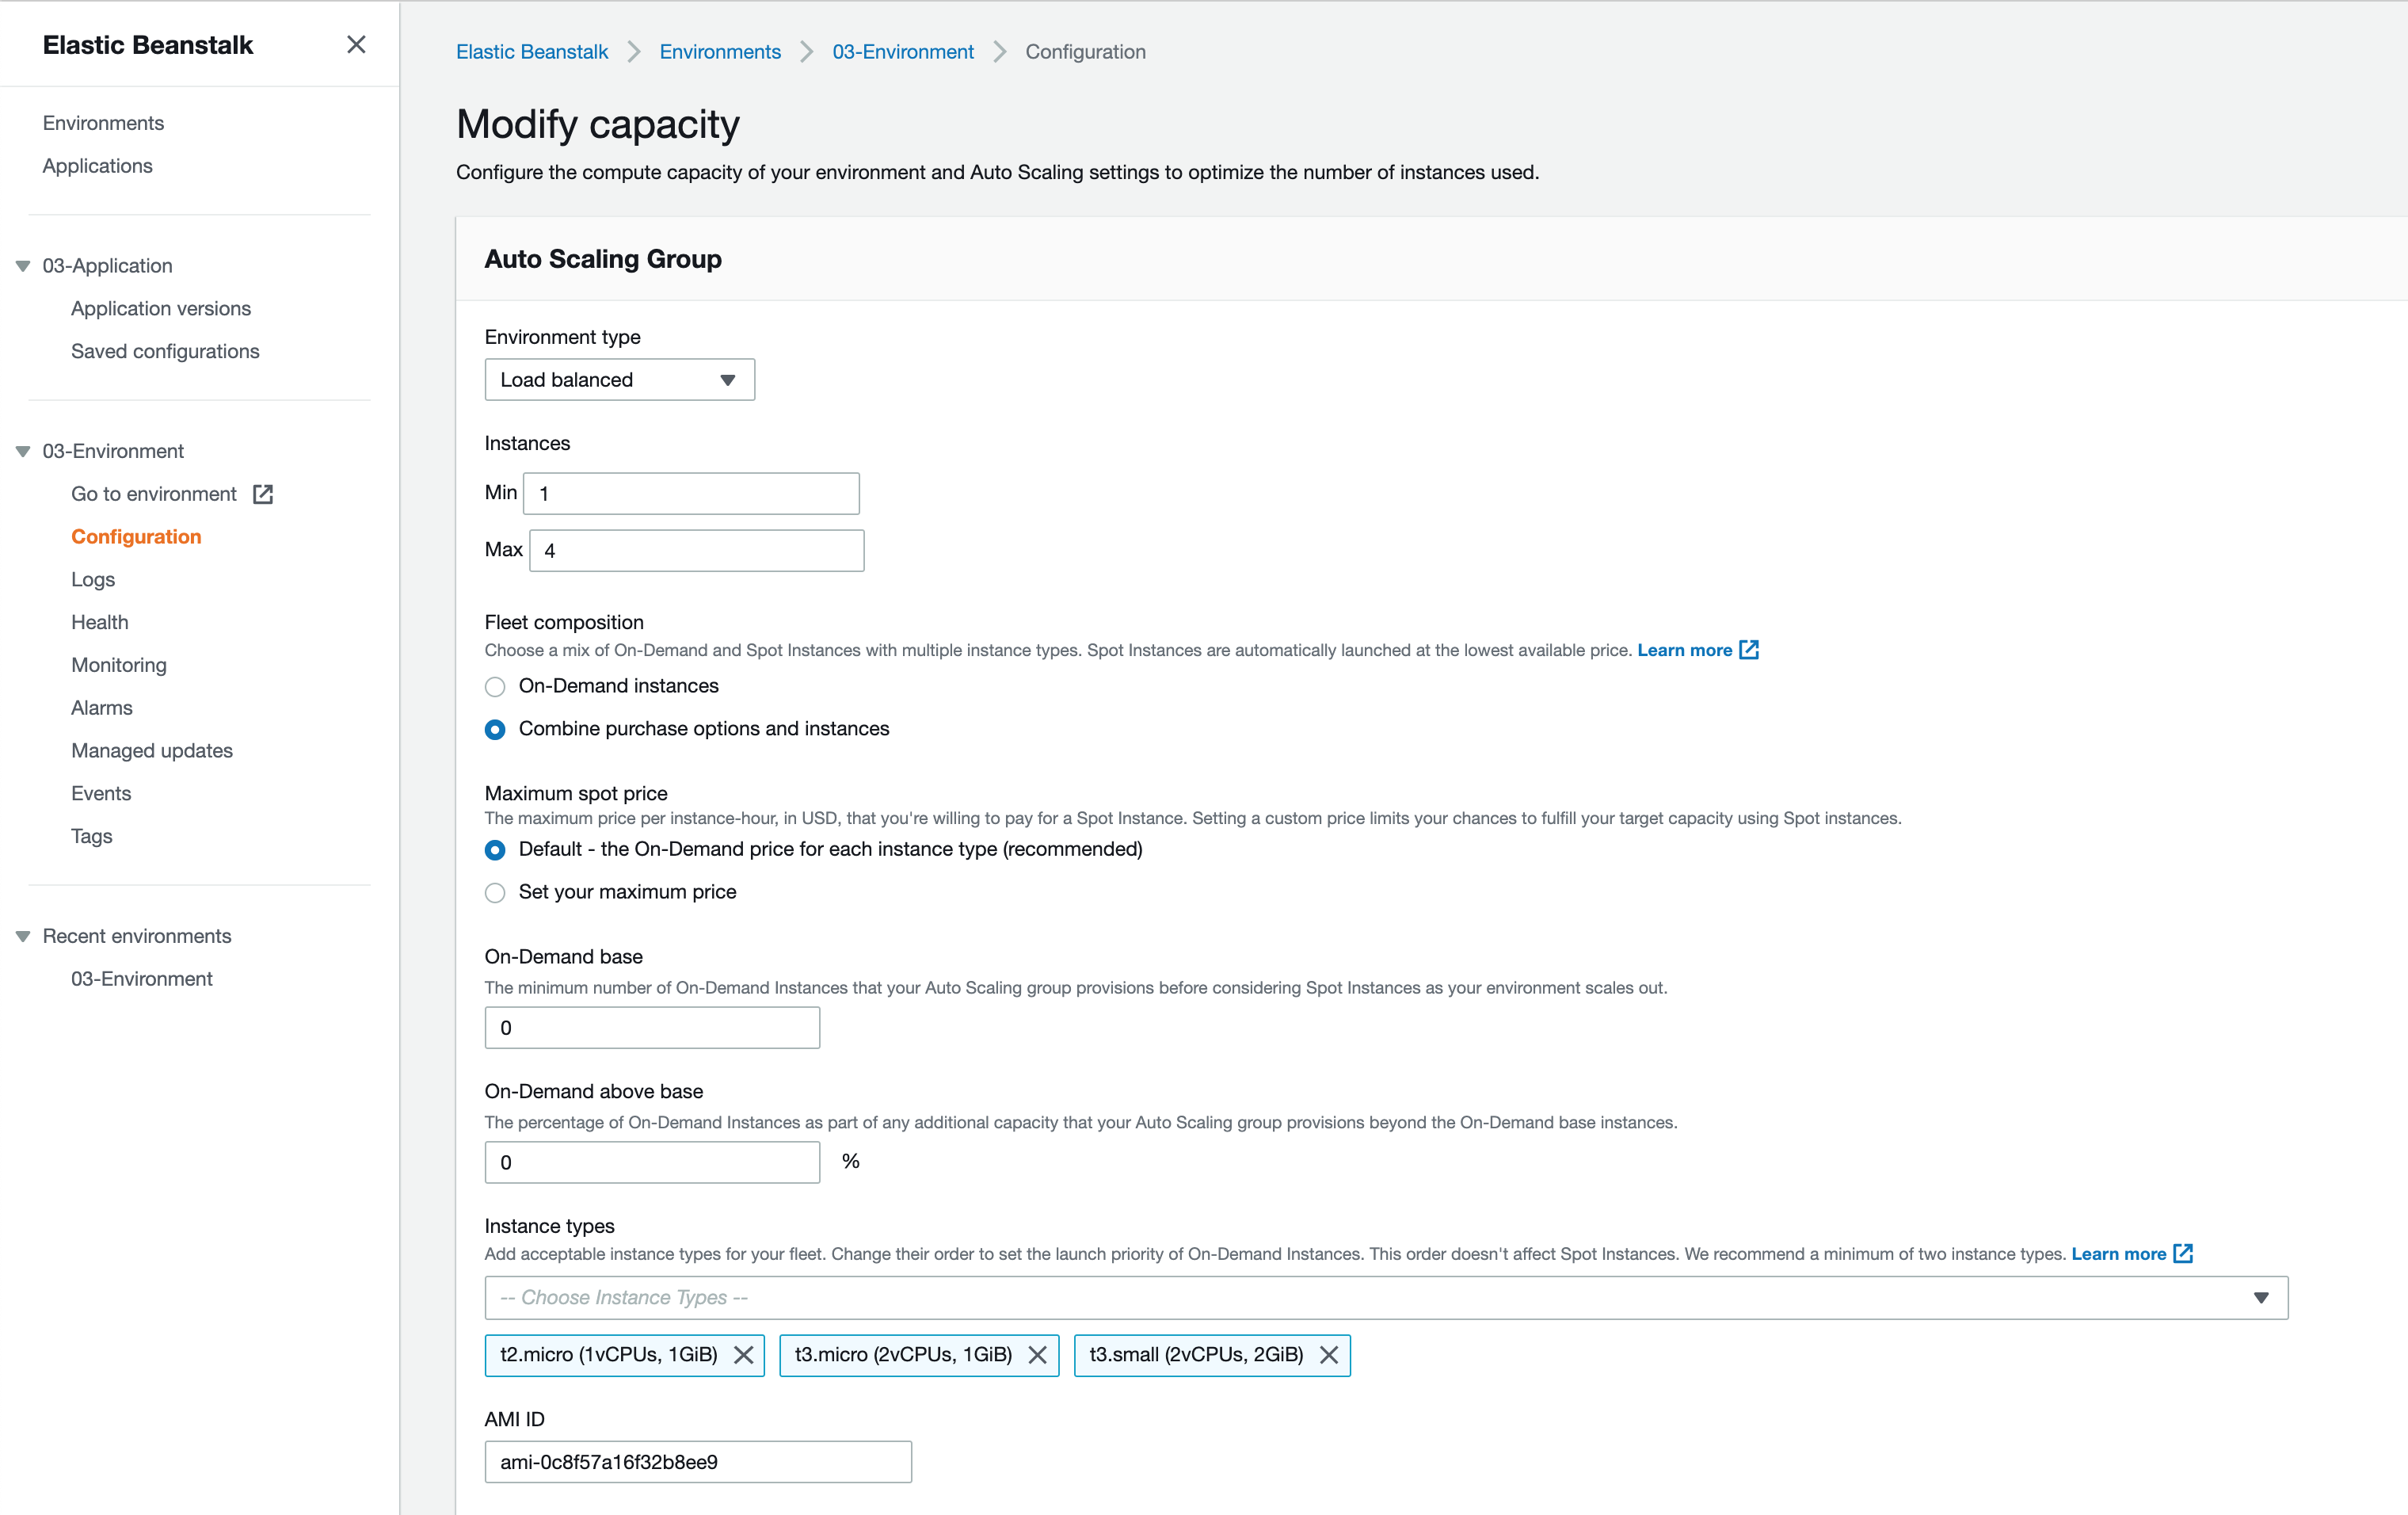 Elastic Beanstalk
Environments
Applications
03-Application
Application versions
Saved configurations
03-Environment
Go to environment
Configuration
Logs
Health
Monitoring
Alarms
Managed updates
Events
Tags
Recent environments
03-Environment
Elastic Beanstalk Environments 03-Environment Configuration
Modify capacity
Configure the compute capacity of your environment and Auto Scaling settings to optimize the number of instances used.
Auto Scaling Group
Environment type
Load balanced
Instances
Min 1
Max 4
Fleet composition
Choose a mix of On-Demand and Spot Instances with multiple instance types. Spot Instances are automatically launched at the lowest available price. Learn more
On-Demand instances
Combine purchase options and instances
Maximum spot price
The maximum price per instance-hour, in USD, that you're willing to pay for a Spot Instance. Setting a custom price limits your chances to fulfill your target capacity using Spot instances.
Default - the On-Demand price for each instance type (recommended)
Set your maximum price
On-Demand base
The minimum number of On-Demand Instances that your Auto Scaling group provisions before considering Spot Instances as your environment scales out.
0
On-Demand above base
The percentage of On-Demand Instances as part of any additional capacity that your Auto Scaling group provisions beyond the On-Demand base instances.
0 %
Instance types
Add acceptable instance types for your fleet. Change their order to set the launch priority of On-Demand Instances. This order doesn't affect Spot Instances. We recommend a minimum of two instance types. Learn more
-- Choose Instance Types --
t2.micro (1vCPUs, 1GiB) t3.micro (2vCPUs, 1GiB) t3.small (2vCPUs, 2GiB)
AMI ID
ami-0c8f57a16f32b8ee9